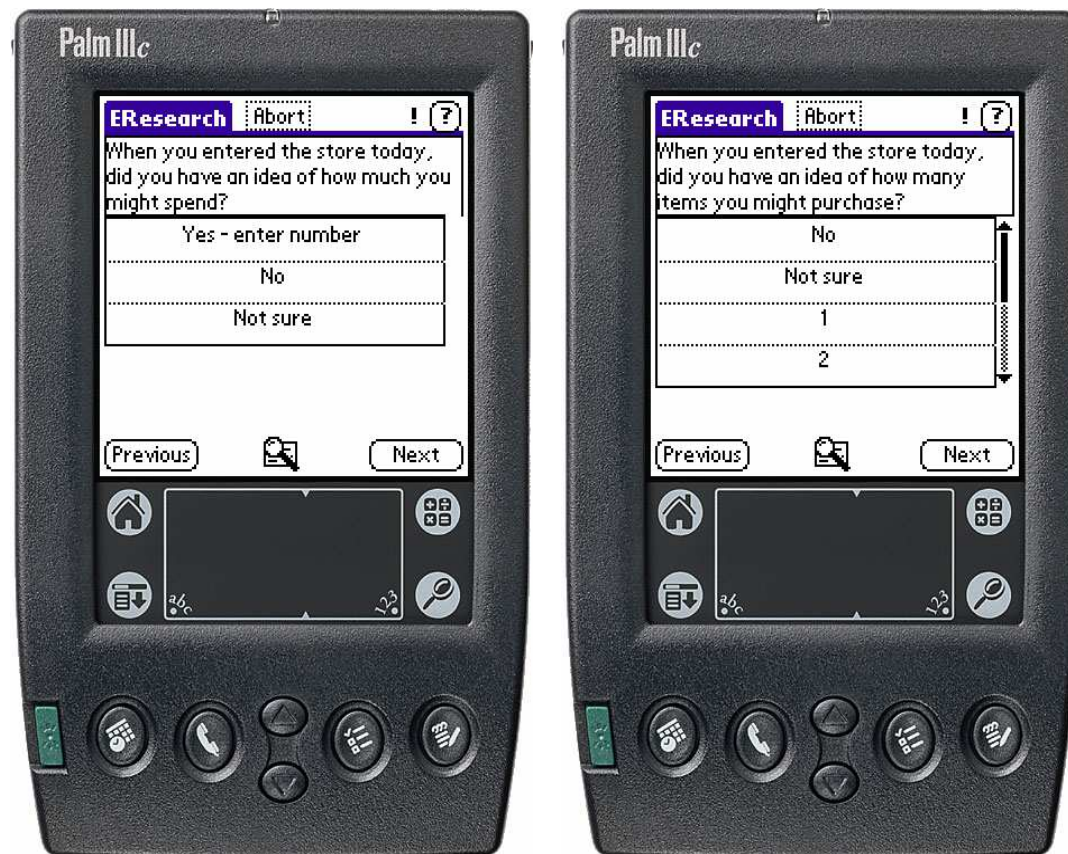 Palm IIIc
EResearch Abort ! ?
When you entered the store today,
did you have an idea of how much you
might spend?
Yes - enter number
No
Not sure
Previous Next
abc 123
Palm IIIc
EResearch Abort ! ?
When you entered the store today,
did you have an idea of how many
items you might purchase?
No
Not sure
1
2
Previous Next
abc 123